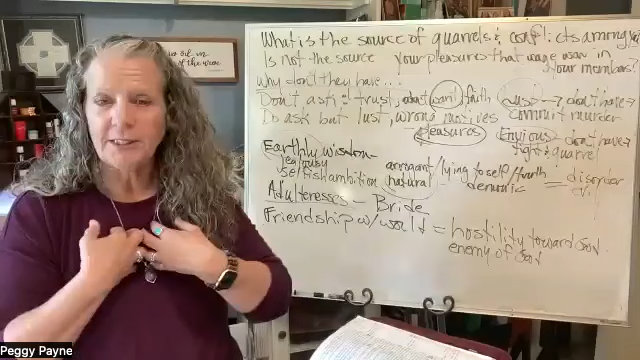 What is the source of quarrels & conflicts among
Is not the source your pleasures that wage war in
your members?
Why don't they have...
Don't ask trust, want faith Lust → don't have →
Do ask but lust, wrong motives commit murder
pleasures Envious don't have →
fight & quarrel
Earthly wisdom-
jealousy
selfish ambition arrogant/lying to self/truth
natural demonic = disorder
evil
Adulteresses - Bride
Friendship w/ world = hostility toward God
enemy of God
Peggy Payne